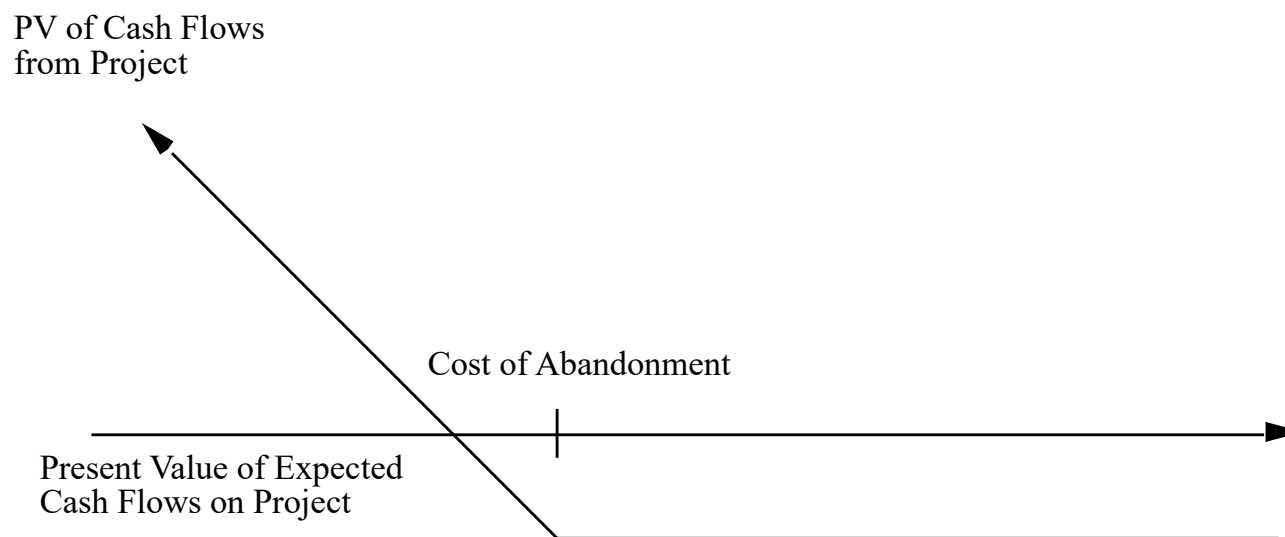 PV of Cash Flows
from Project
Cost of Abandonment
Present Value of Expected
Cash Flows on Project